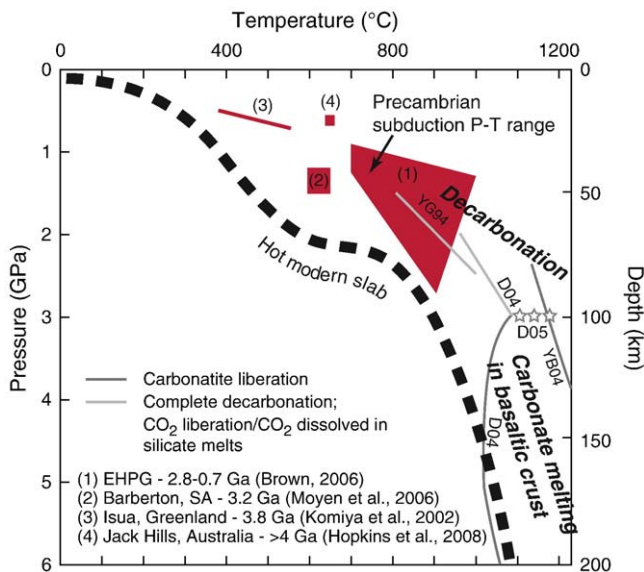 Temperature (°C)
0 400 800 1200
0 0
(3)
(4)
Precambrian
subduction P-T range
1
(1)
(2)
50
YG94
Decarbonation
2
Hot modern slab
Pressure (GPa)
Depth (km)
D04
3 100
D05
YB04
Carbonatite liberation
Complete decarbonation;
CO2 liberation/CO2 dissolved in
silicate melts
Carbonate melting
in basaltic crust
4
D04
150
(1) EHPG - 2.8-0.7 Ga (Brown, 2006)
5
(2) Barberton, SA - 3.2 Ga (Moyen et al., 2006)
(3) Isua, Greenland - 3.8 Ga (Komiya et al., 2002)
(4) Jack Hills, Australia - >4 Ga (Hopkins et al., 2008)
6 200